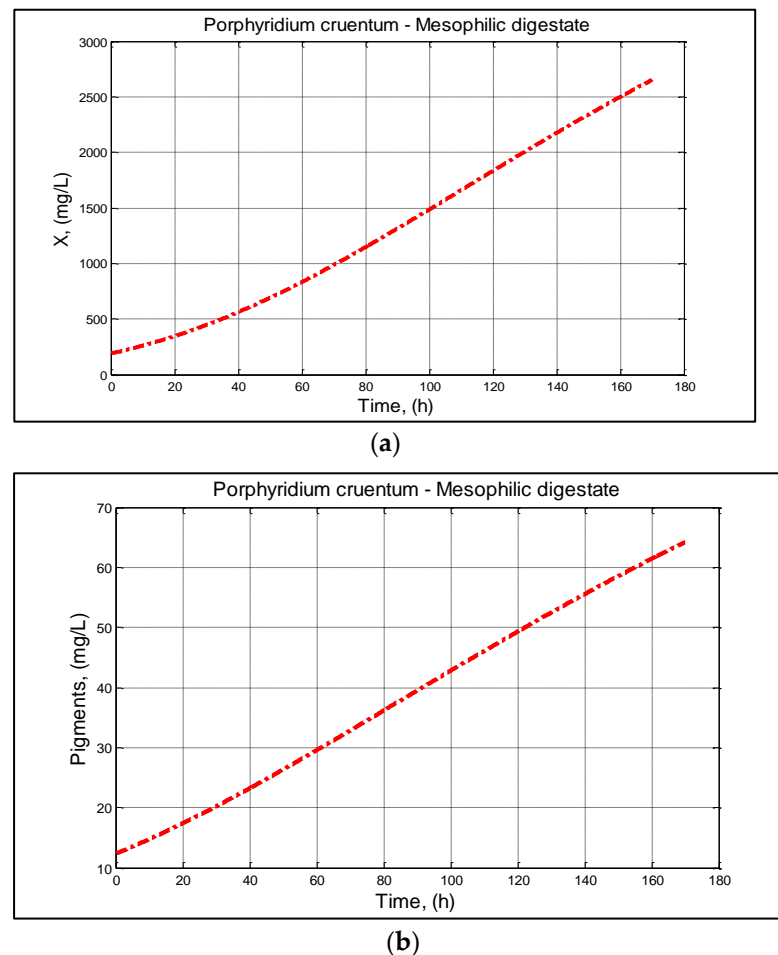 Porphyridium cruentum - Mesophilic digestate
3000
2500
2000
1500
1000
500
0
X, (mg/L)
0 20 40 60 80 100 120 140 160 180
Time, (h)
(a)
Porphyridium cruentum - Mesophilic digestate
70
60
50
40
30
20
10
Pigments, (mg/L)
0 20 40 60 80 100 120 140 160 180
Time, (h)
(b)